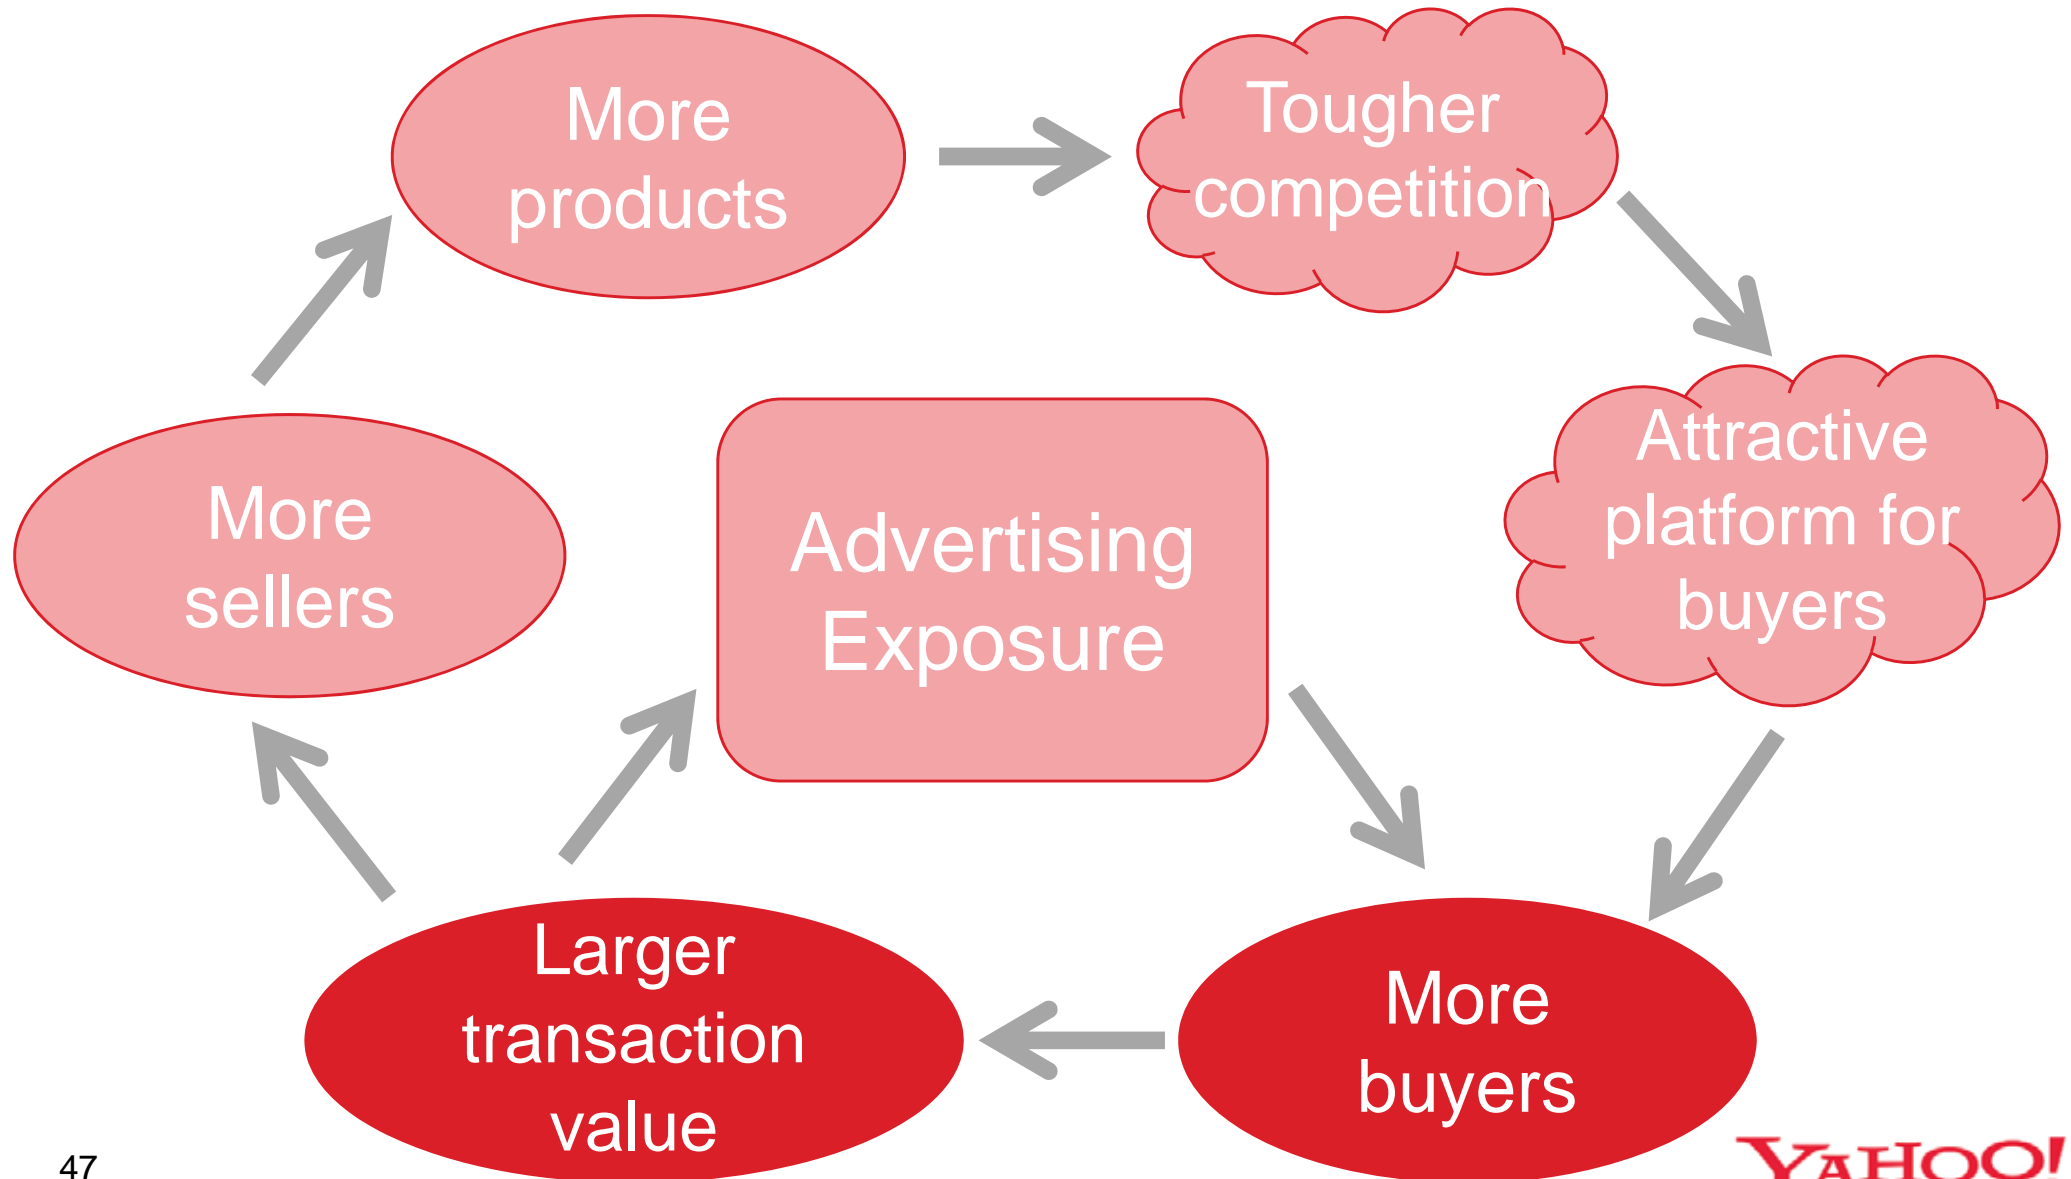 More
products
Tougher
competition
Attractive
platform for
buyers
More
sellers
Advertising
Exposure
Larger
transaction
value
More
buyers
47
YAHOO!